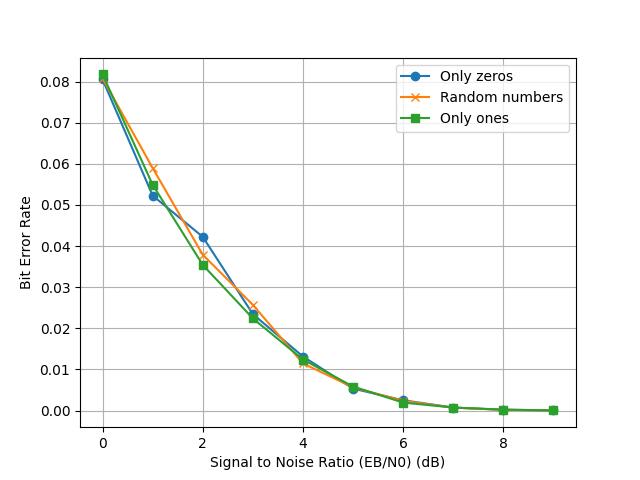 Only zeros
Random numbers
Only ones
0.08
0.07
0.06
0.05
0.04
0.03
0.02
0.01
0.00
Bit Error Rate
0 2 4 6 8
Signal to Noise Ratio (EB/N0) (dB)